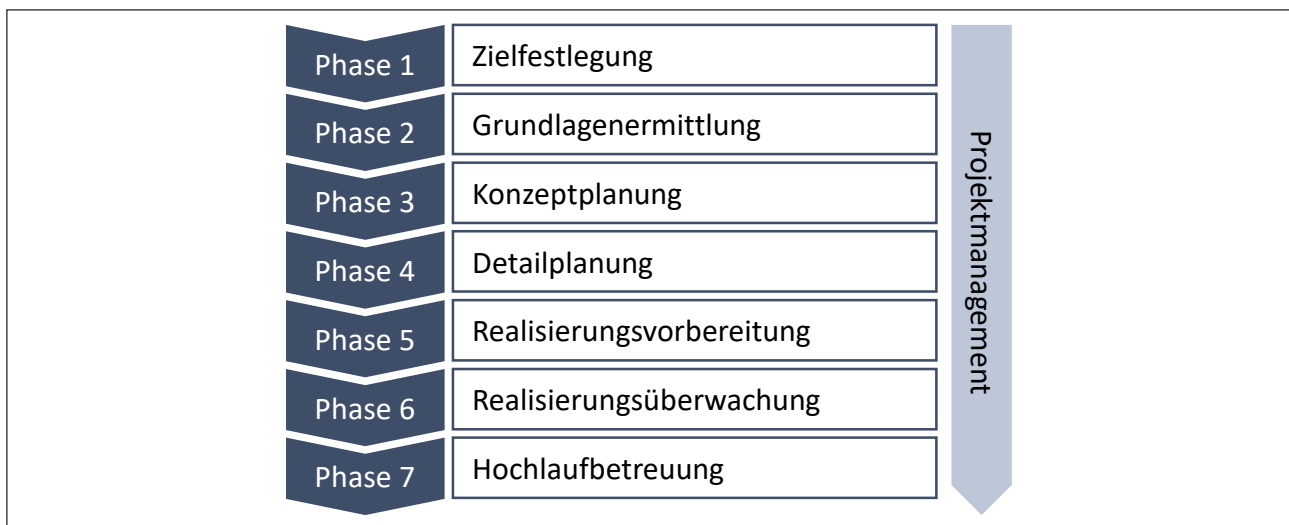 Phase 1 Zielfestlegung
Phase 2 Grundlagenermittlung
Phase 3 Konzeptplanung
Phase 4 Detailplanung
Phase 5 Realisierungsvorbereitung
Phase 6 Realisierungsüberwachung
Phase 7 Hochlaufbetreuung
Projektmanagement